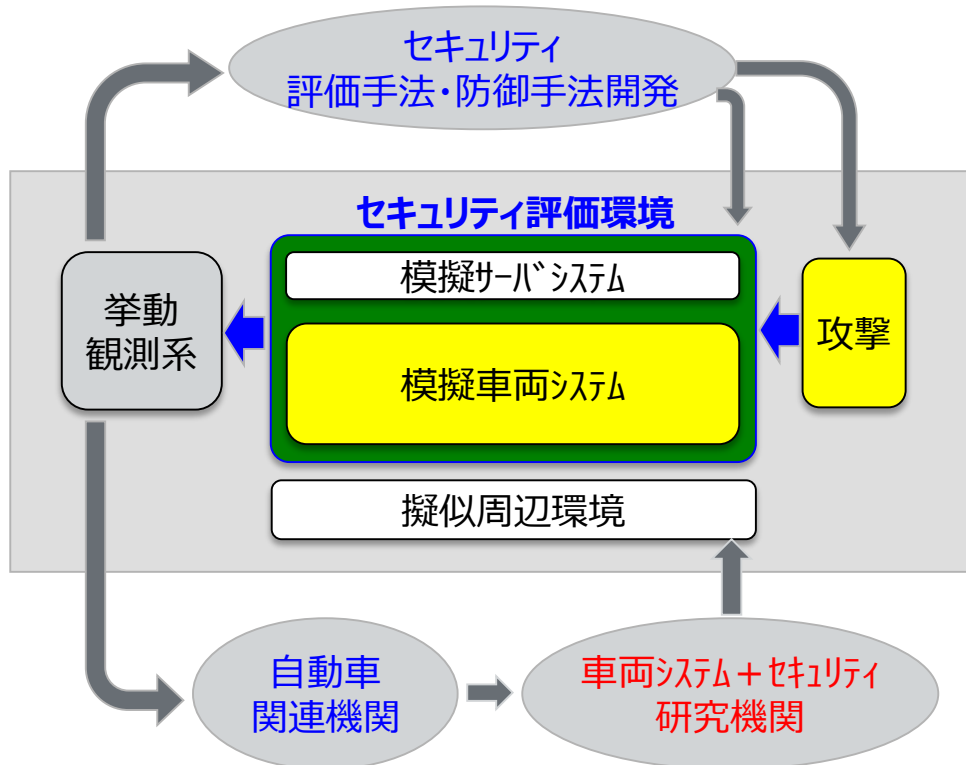 セキュリティ
評価手法・防御手法開発
セキュリティ評価環境
模擬ｻｰﾊﾞｼｽﾃﾑ
挙動
観測系
攻撃
模擬車両ｼｽﾃﾑ
擬似周辺環境
自動車
関連機関
車両ｼｽﾃﾑ＋ｾｷｭﾘﾃｨ
研究機関